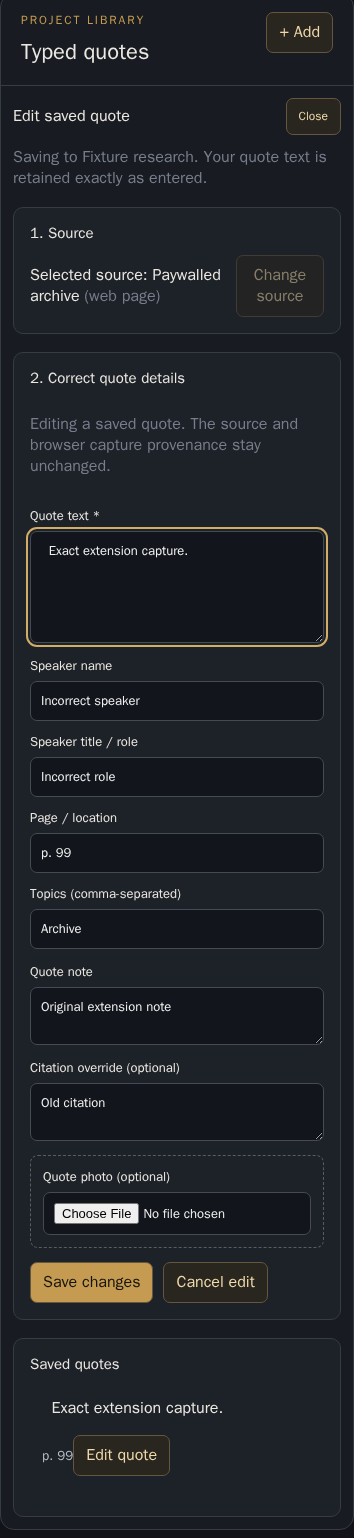 PROJECT LIBRARY
Typed quotes
+ Add
Edit saved quote
Close
Saving to Fixture research. Your quote text is
retained exactly as entered.
1. Source
Selected source: Paywalled
archive (web page)
Change
source
2. Correct quote details
Editing a saved quote. The source and
browser capture provenance stay
unchanged.
Quote text *
Exact extension capture.
Speaker name
Incorrect speaker
Speaker title / role
Incorrect role
Page / location
p. 99
Topics (comma-separated)
Archive
Quote note
Original extension note
Citation override (optional)
Old citation
Quote photo (optional)
Choose File No file chosen
Save changes
Cancel edit
Saved quotes
Exact extension capture.
p. 99
Edit quote